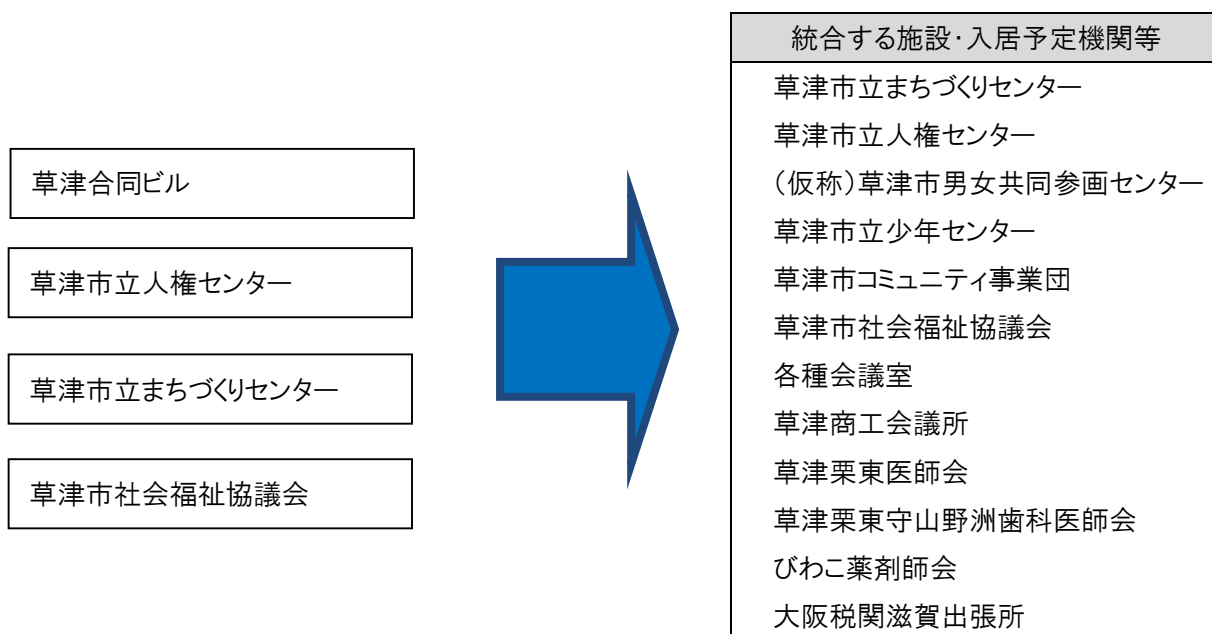 草津合同ビル
草津市立人権センター
草津市立まちづくりセンター
草津市社会福祉協議会
統合する施設・入居予定機関等
草津市立まちづくりセンター
草津市立人権センター
（仮称）草津市男女共同参画センター
草津市立少年センター
草津市コミュニティ事業団
草津市社会福祉協議会
各種会議室
草津商工会議所
草津栗東医師会
草津栗東守山野洲歯科医師会
びわこ薬剤師会
大阪税関滋賀出張所